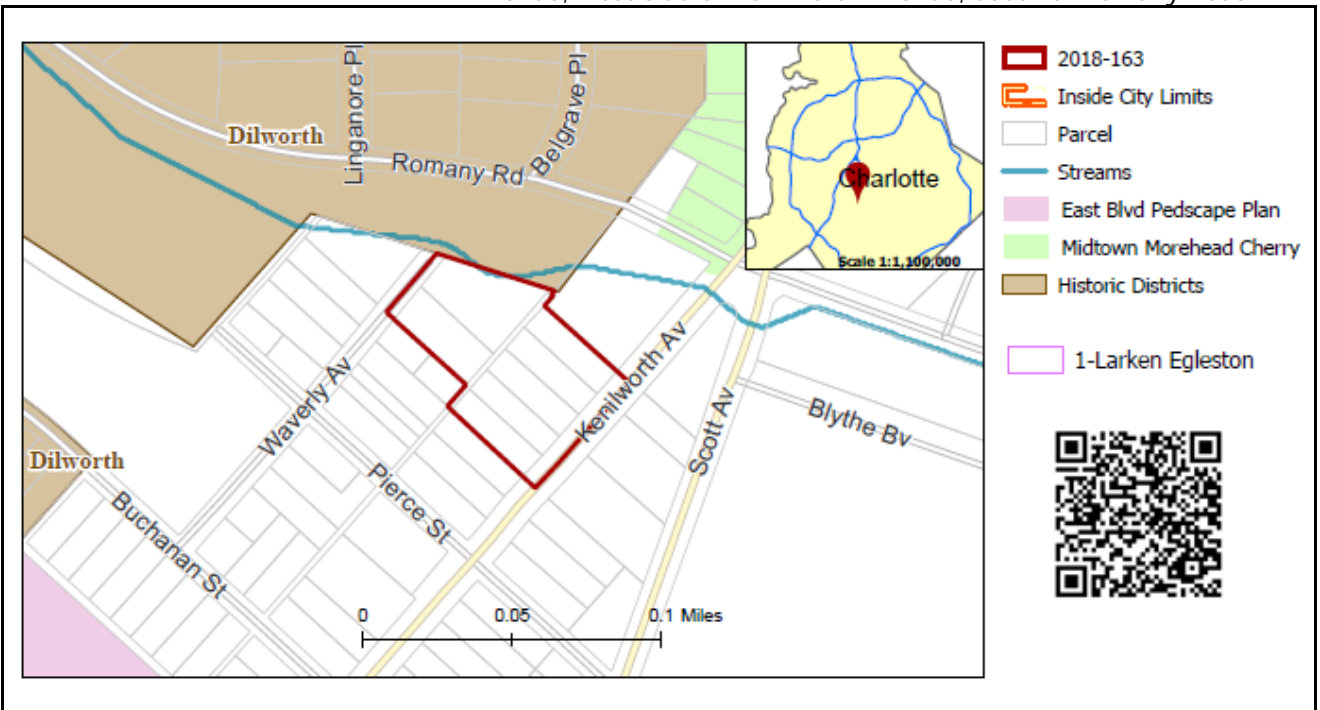 Dilworth
Linganore Pl
Belgrave Pl
Romany Rd
Charlotte
Scale 1:1,100,000
Waverly Av
Kenilworth Av
Scott Av
Blythe Bv
Pierce St
Dilworth
Buchanan St
0 0.05 0.1 Miles
2018-163
Inside City Limits
Parcel
Streams
East Blvd Pedscape Plan
Midtown Morehead Cherry
Historic Districts
1-Larken Egleston